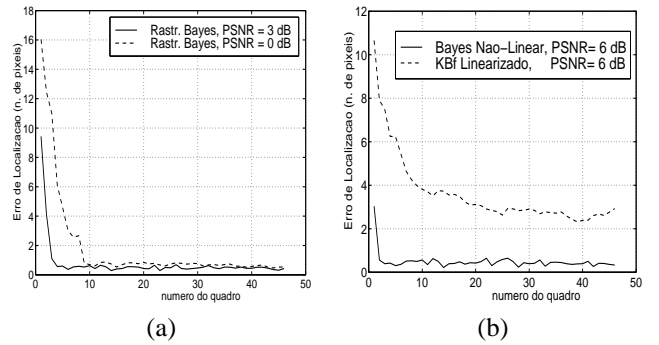 18
16
14
12
10
8
6
4
2
0
0
10
20
30
40
50
Erro de Localizacao (n. de pixeis)
numero do quadro
Rastr. Bayes, PSNR = 3 dB
Rastr. Bayes, PSNR = 0 dB
(a)
12
10
8
6
4
2
0
0
10
20
30
40
50
Erro de Localizacao (n. de pixeis)
numero do quadro
Bayes Nao-Linear, PSNR= 6 dB
KBf Linearizado, PSNR= 6 dB
(b)